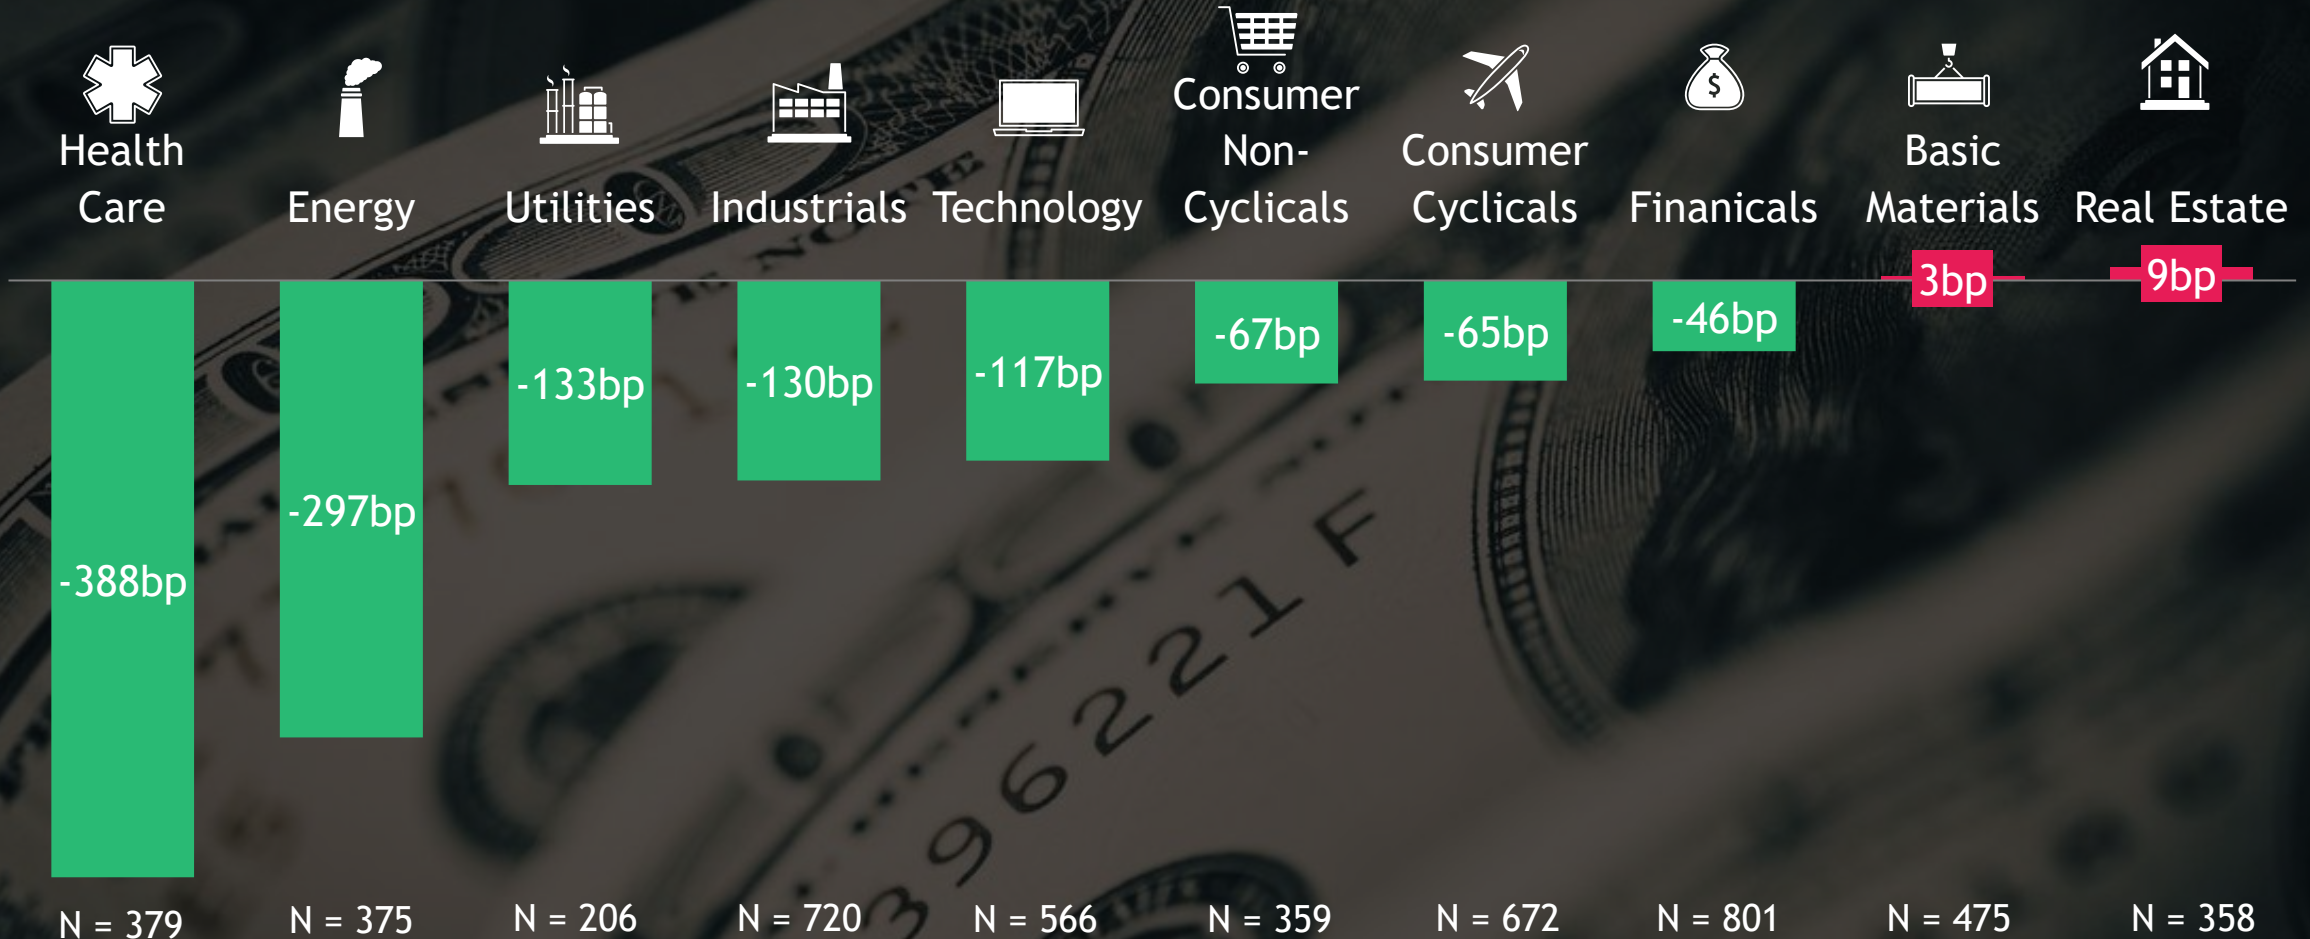 Health
Care
Energy
Utilities
Industrials
Technology
Consumer
Non-
Cyclicals
Consumer
Cyclicals
Finanicals
Basic
Materials
Real Estate
-388bp
-297bp
-133bp
-130bp
-117bp
-67bp
-65bp
-46bp
3bp
9bp
$
N = 379
N = 375
N = 206
N = 720
N = 566
N = 359
N = 672
N = 801
N = 475
N = 358
396221 F